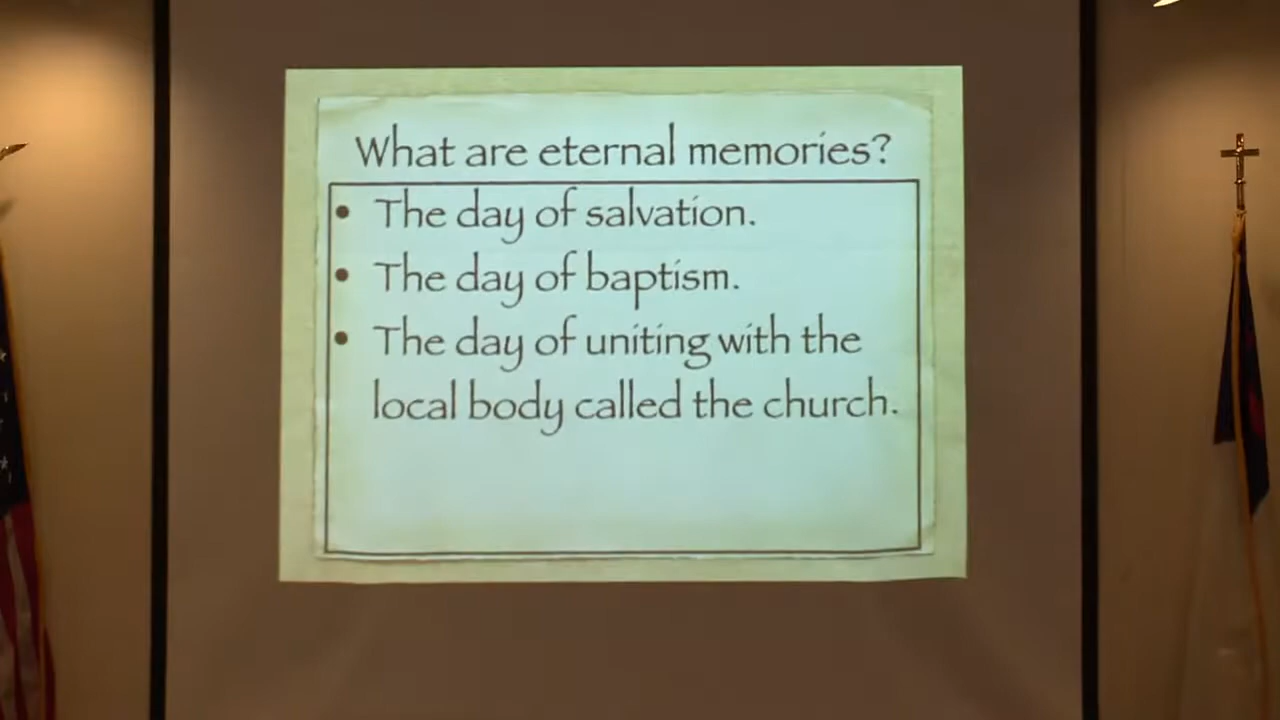 What are eternal memories?
• The day of salvation.
• The day of baptism.
• The day of uniting with the
local body called the church.